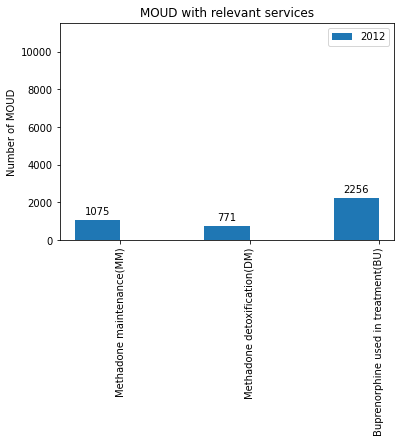 MOUD with relevant services
2012
Number of MOUD
10000
8000
6000
4000
2000
0
1075
771
2256
Methadone maintenance(MM)
Methadone detoxification(DM)
Buprenorphine used in treatment(BU)